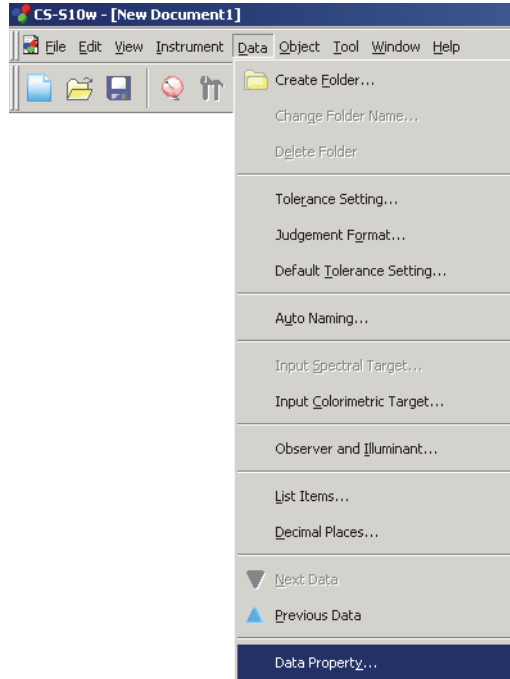 CS-S10w - [New Document1]
File Edit View Instrument Data Object Tool Window Help
Create Folder...
Change Folder Name...
Delete Folder
Tolerance Setting...
Judgement Format...
Default Tolerance Setting...
Auto Naming...
Input Spectral Target...
Input Colorimetric Target...
Observer and Illuminant...
List Items...
Decimal Places...
Next Data
Previous Data
Data Property...